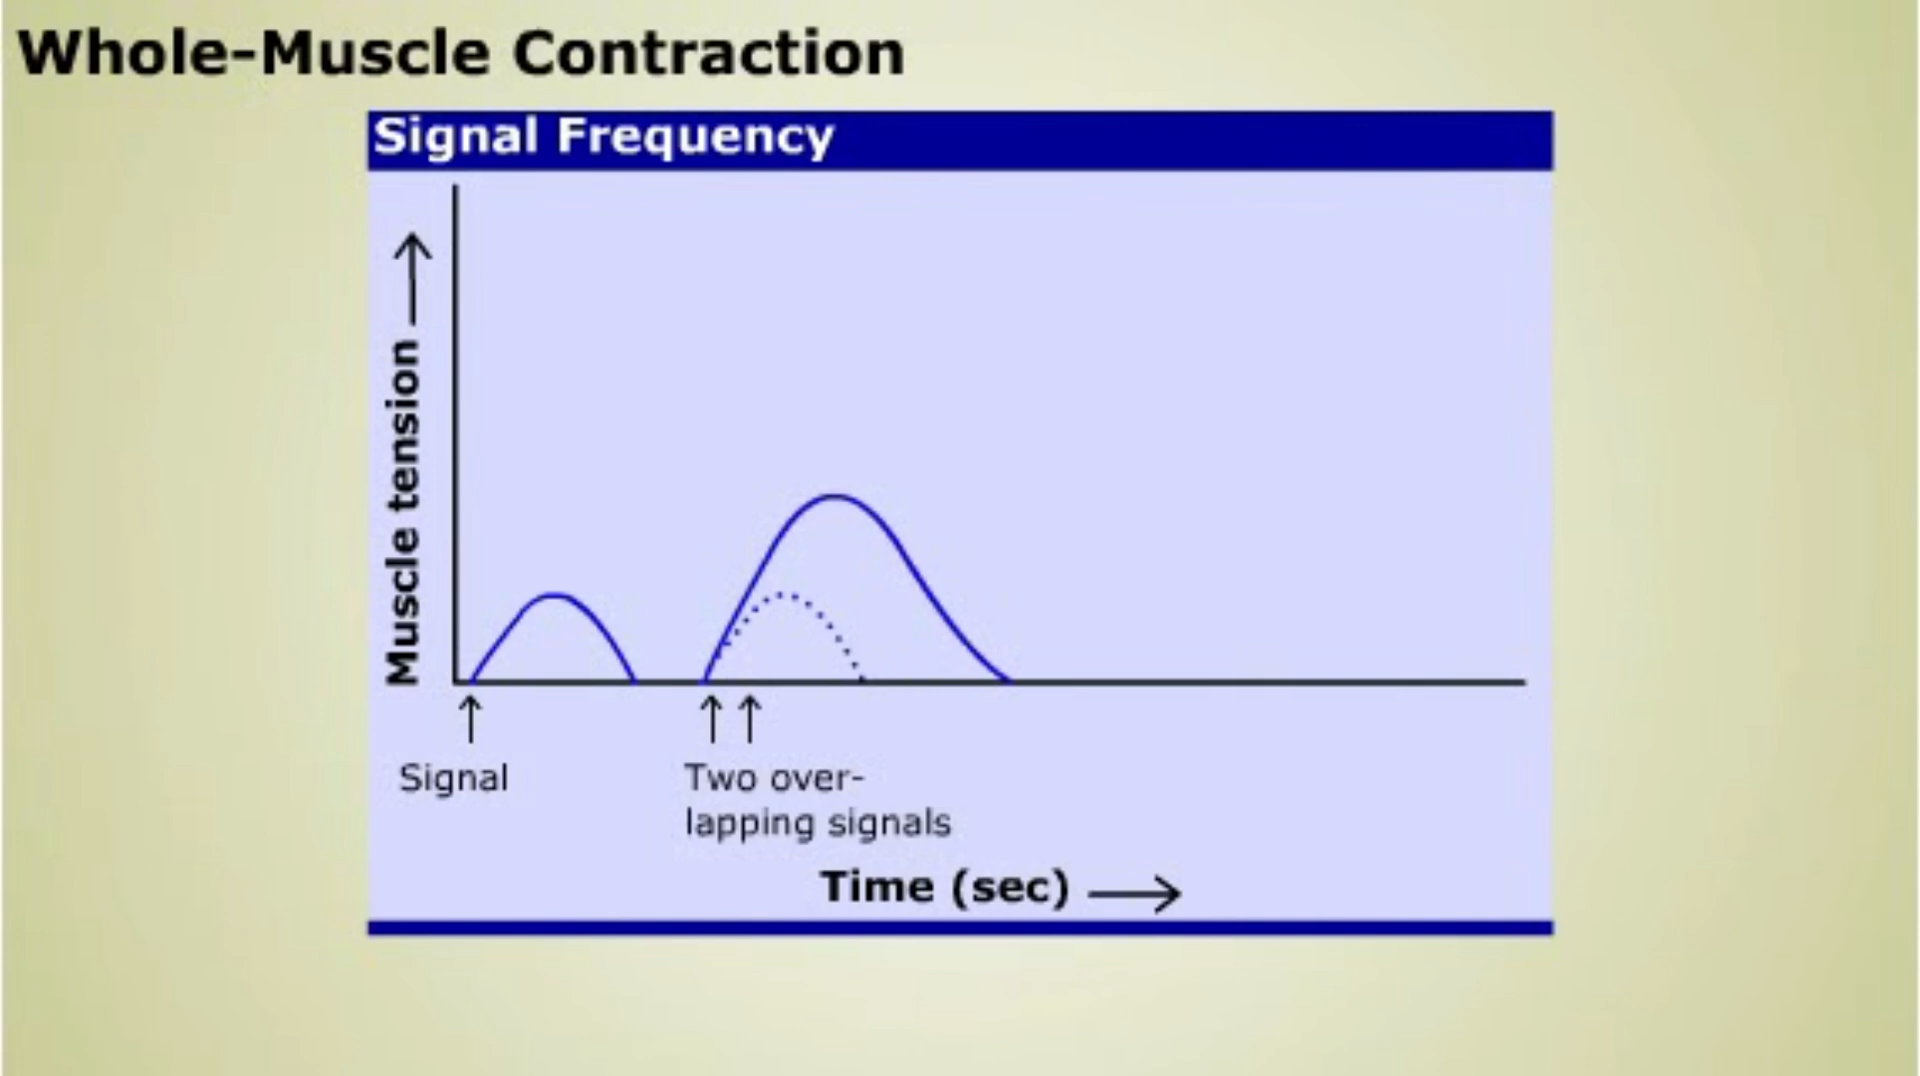 Whole-Muscle Contraction
Signal Frequency
Muscle tension
Signal
Two over-
lapping signals
Time (sec)